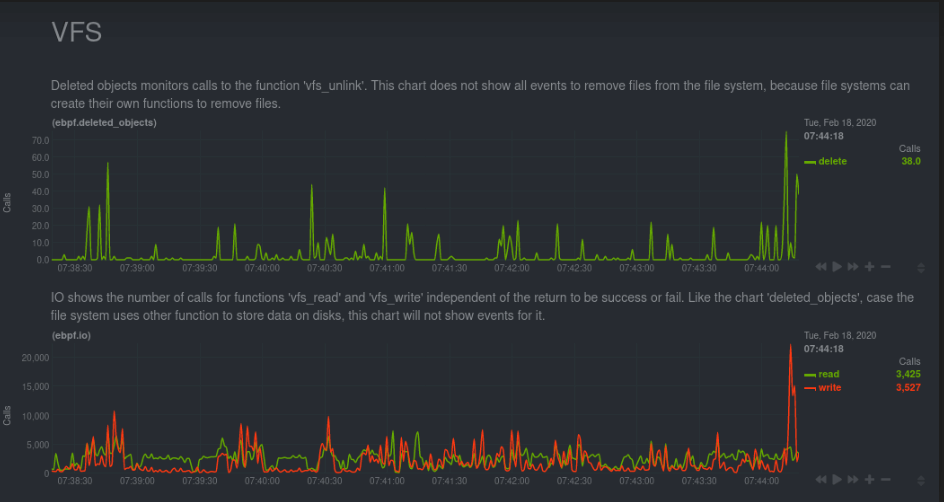 VFS
Deleted objects monitors calls to the function 'vfs_unlink'. This chart does not show all events to remove files from the file system, because file systems can
create their own functions to remove files.
(ebpf.deleted_objects)
Tue, Feb 18, 2020
07:44:18
Calls
delete 38.0
70.0
60.0
50.0
40.0
30.0
20.0
10.0
0.0
Calls
07:38:30 07:39:00 07:39:30 07:40:00 07:40:30 07:41:00 07:41:30 07:42:00 07:42:30 07:43:00 07:43:30 07:44:00
IO shows the number of calls for functions 'vfs_read' and 'vfs_write' independent of the return to be success or fail. Like the chart 'deleted_objects', case the
file system uses other function to store data on disks, this chart will not show events for it.
(ebpf.io)
Tue, Feb 18, 2020
07:44:18
Calls
read 3,425
write 3,527
20,000
15,000
10,000
5,000
0
Calls
07:38:30 07:39:00 07:39:30 07:40:00 07:40:30 07:41:00 07:41:30 07:42:00 07:42:30 07:43:00 07:43:30 07:44:00